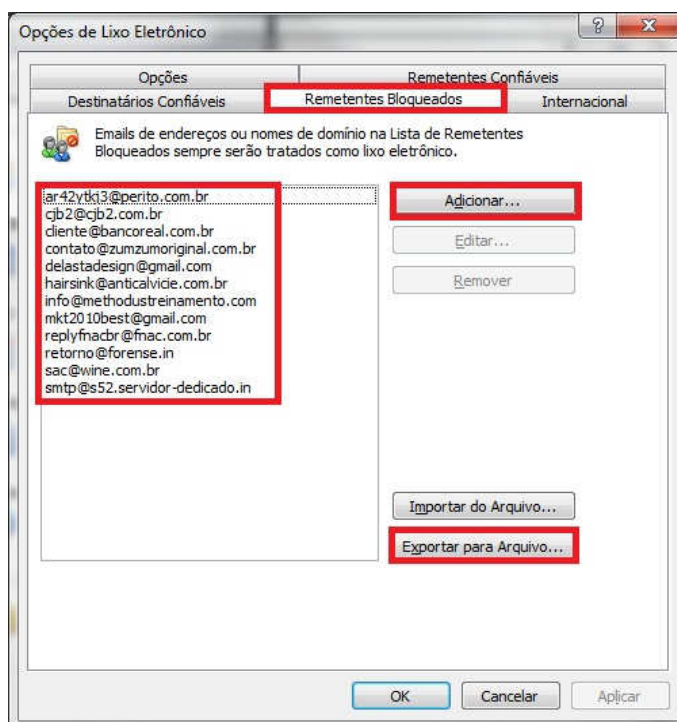 Opções de Lixo Eletrônico
Opções
Remetentes Confiáveis
Destinatários Confiáveis
Remetentes Bloqueados
Internacional
Emails de endereços ou nomes de domínio na Lista de Remetentes
Bloqueados sempre serão tratados como lixo eletrônico.
ar42ytkj3@perito.com.br
cjb2@cjb2.com.br
cliente@bancoreal.com.br
contato@zumzumoriginal.com.br
delastadesign@gmail.com
hairsink@anticalvicie.com.br
info@methodustreinamento.com
mkt2010best@gmail.com
replyfnacbr@fnac.com.br
retorno@forense.in
sac@wine.com.br
smtp@s52.servidor-dedicado.in
Adicionar...
Editar...
Remover
Importar do Arquivo...
Exportar para Arquivo...
OK
Cancelar
Aplicar